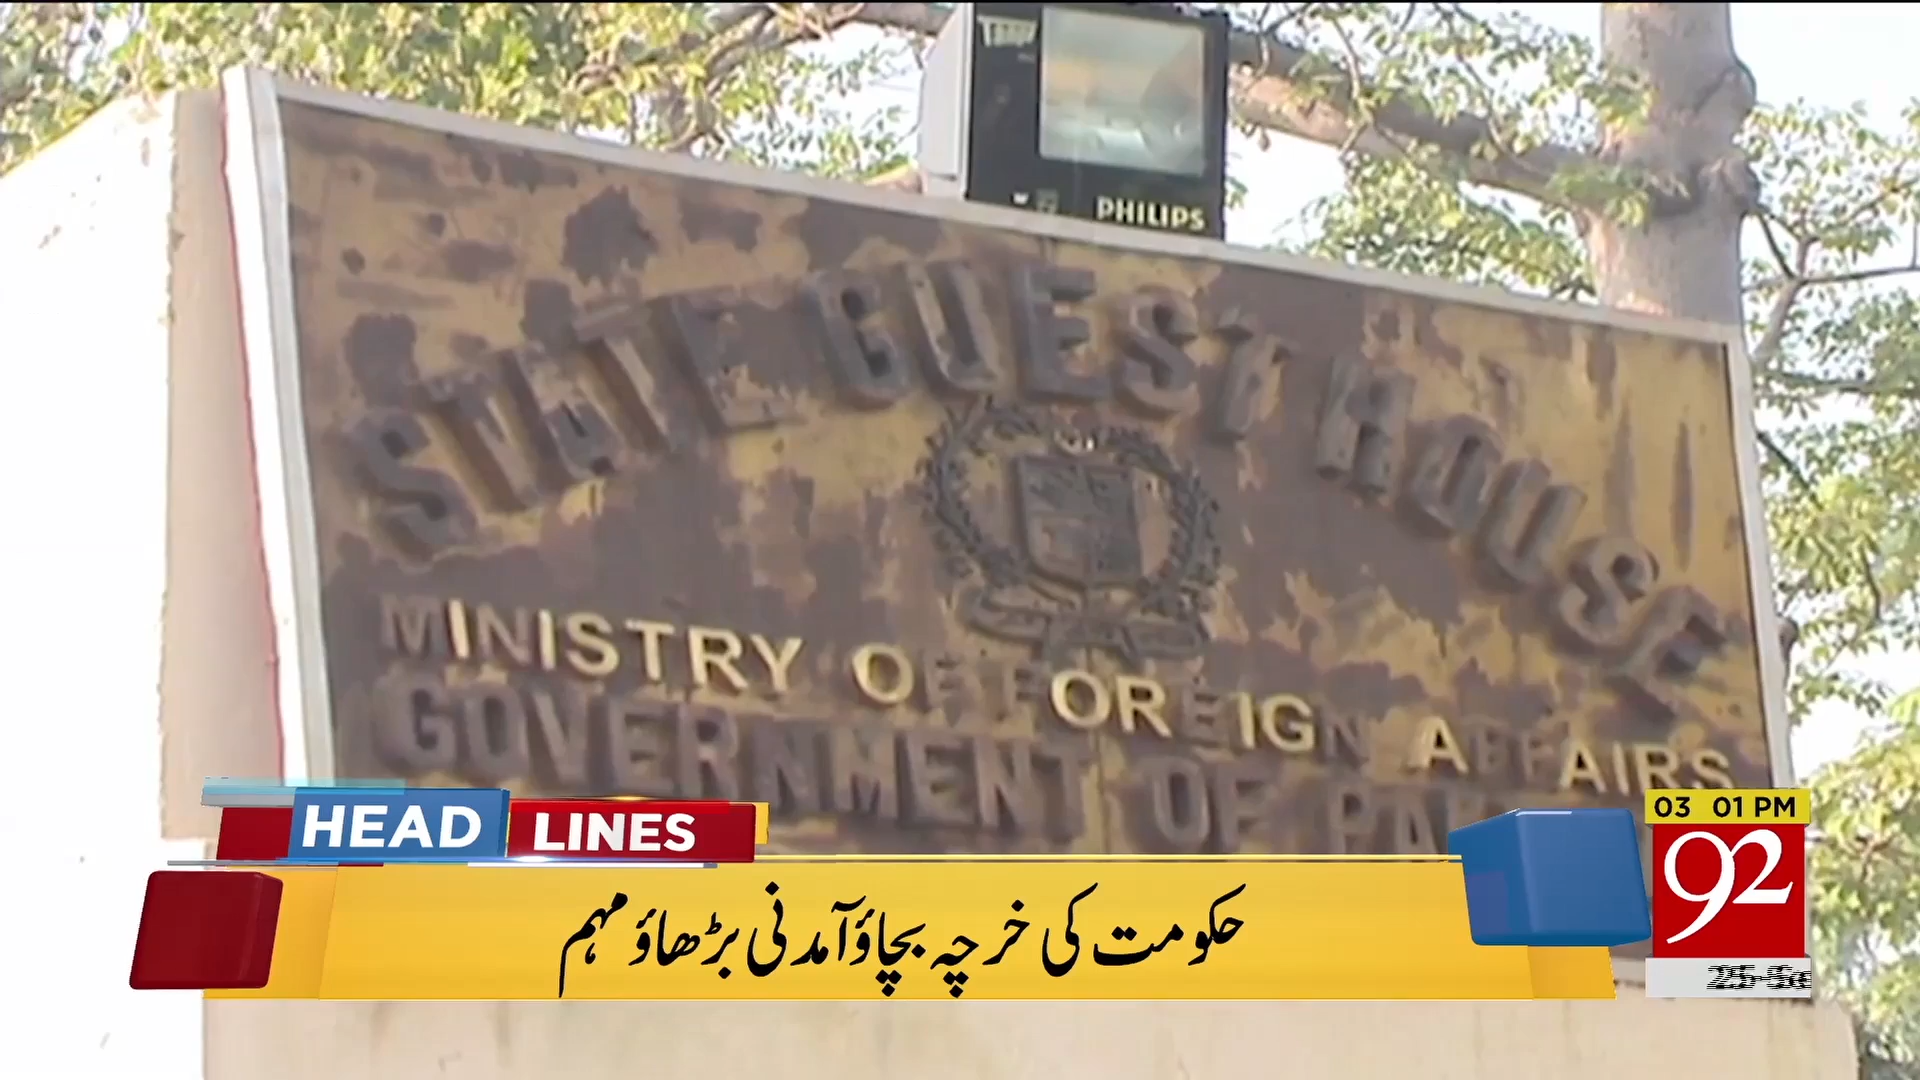 PHILIPS
STATE GUEST HOUSE
MINISTRY OF FOREIGN AFFAIRS
GOVERNMENT OF
HEAD LINES
03 01 PM
92
حکومت کی خرچہ بچاؤ آمدنی بڑھاؤ مہم